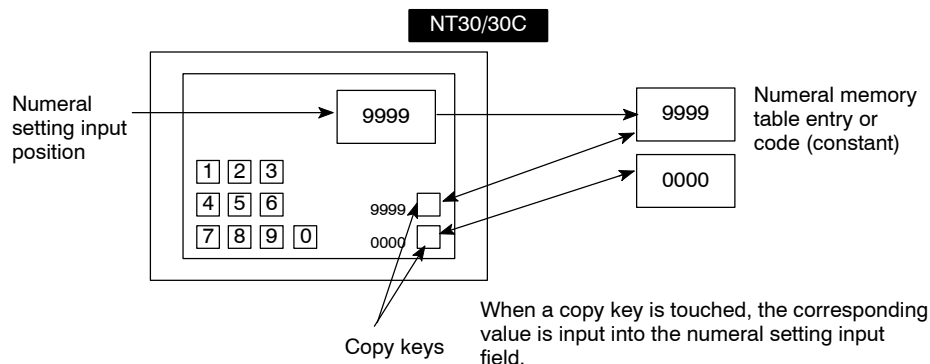 NT30/30C
Numeral
setting input
position
9999
9999
Numeral memory
table entry or
code (constant)
0000
1 2 3
4 5 6
7 8 9 0
9999
0000
Copy keys
When a copy key is touched, the corresponding
value is input into the numeral setting input
field.